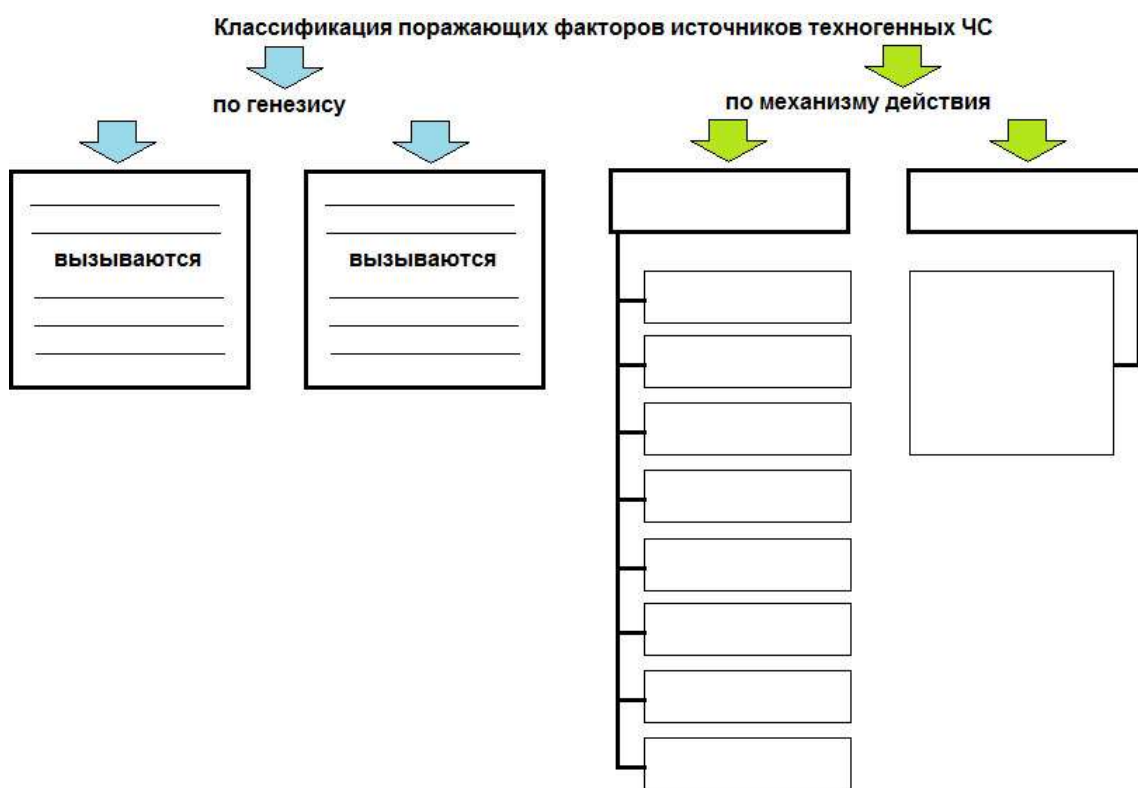 Классификация поражающих факторов источников техногенных ЧС
по генезису
по механизму действия
вызываются
вызываются